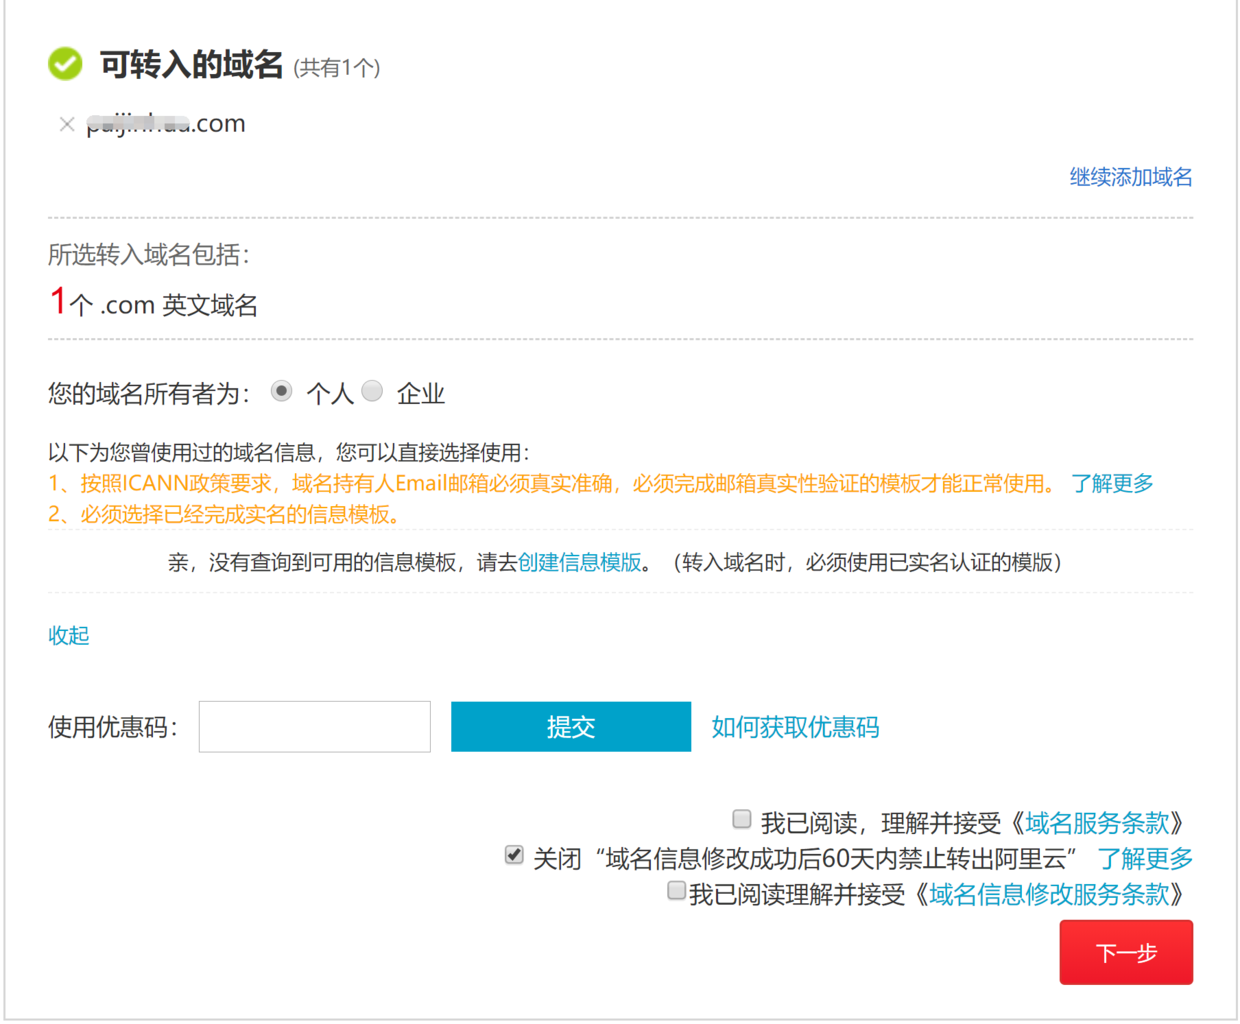 可转入的域名 (共有1个)
.com
继续添加域名
所选转入域名包括：
1个 .com 英文域名
您的域名所有者为： 个人 企业
以下为您曾使用过的域名信息，您可以直接选择使用：
1、按照ICANN政策要求，域名持有人Email邮箱必须真实准确，必须完成邮箱真实性验证的模板才能正常使用。 了解更多
2、必须选择已经完成实名的信息模板。
亲，没有查询到可用的信息模板，请去创建信息模版。（转入域名时，必须使用已实名认证的模版）
收起
使用优惠码： 提交 如何获取优惠码
我已阅读，理解并接受《域名服务条款》
关闭“域名信息修改成功后60天内禁止转出阿里云” 了解更多
我已阅读理解并接受《域名信息修改服务条款》
下一步